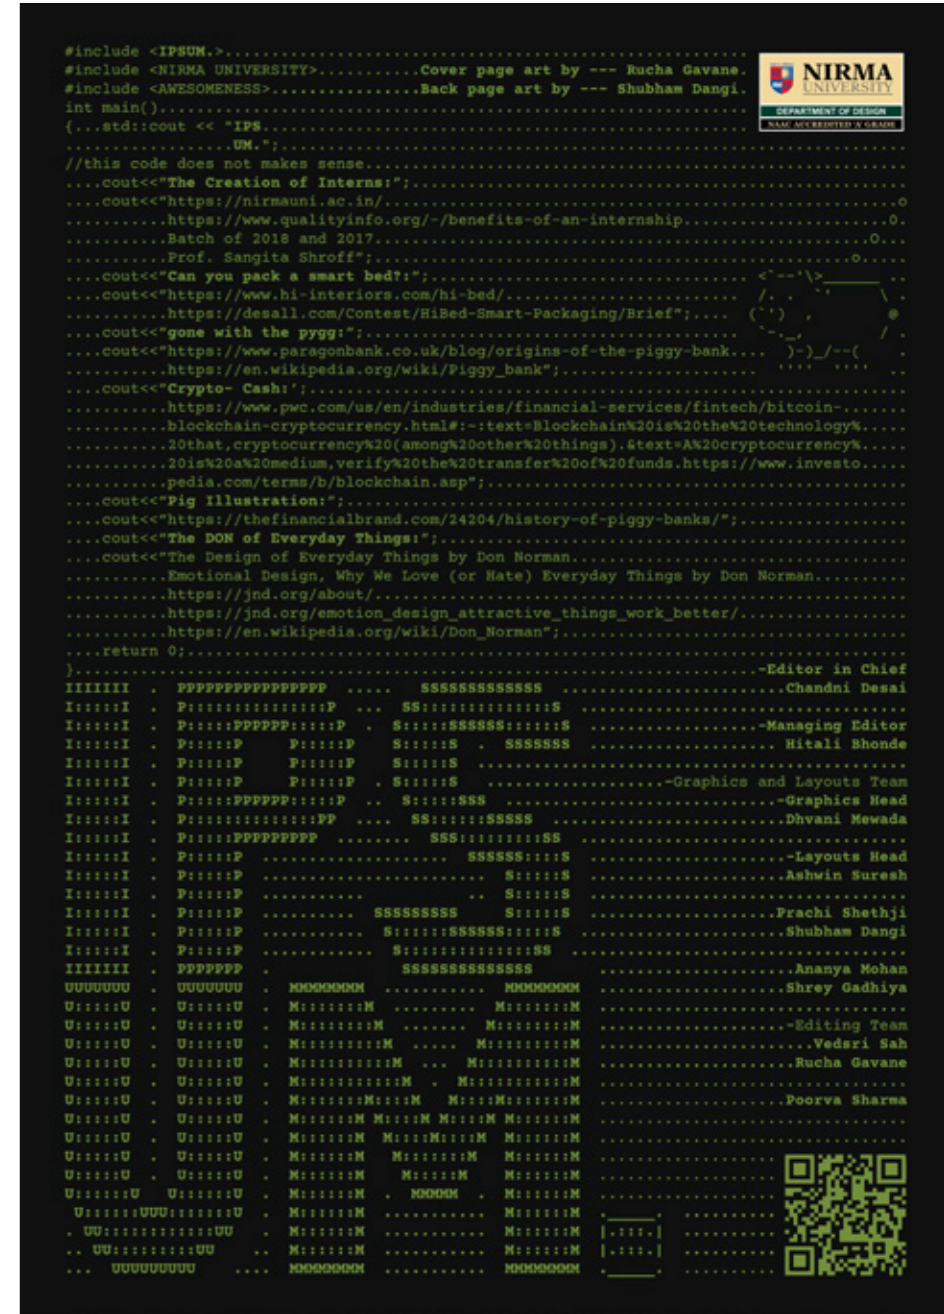 #include <IPSUM.>
#include <NIRMA UNIVERSITY>...........Cover page art by --- Rucha Gavane.
#include <AWESOMENESS>................Back page art by --- Shubham Dangi.
NIRMA
UNIVERSITY
DEPARTMENT OF DESIGN
NAAC ACCREDITED 'A' GRADE
int main()
{...std::cout << "IPS
UM.";
//this code does not makes sense
....cout<<"The Creation of Interns:";
....cout<<"https://nirmauni.ac.in/
https://www.qualityinfo.org/-/benefits-of-an-internship
Batch of 2018 and 2017
Prof. Sangita Shroff";
....cout<<"Can you pack a smart bed?:";
....cout<<"https://www.hi-interiors.com/hi-bed/
https://desall.com/Contest/HiBed-Smart-Packaging/Brief";
....cout<<"gone with the pygg:";
....cout<<"https://www.paragonbank.co.uk/blog/origins-of-the-piggy-bank
https://en.wikipedia.org/wiki/Piggy_bank";
....cout<<"Crypto- Cash:';
https://www.pwc.com/us/en/industries/financial-services/fintech/bitcoin-
blockchain-cryptocurrency.html#:~:text=Blockchain%20is%20the%20technology%
20that,cryptocurrency%20(among%20other%20things).&text=A%20cryptocurrency%
20is%20a%20medium,verify%20the%20transfer%20of%20funds.https://www.investo
pedia.com/terms/b/blockchain.asp";
....cout<<"Pig Illustration:";
....cout<<"https://thefinancialbrand.com/24204/history-of-piggy-banks/";
....cout<<"The DON of Everyday Things:";
....cout<<"The Design of Everyday Things by Don Norman
Emotional Design, Why We Love (or Hate) Everyday Things by Don Norman
https://jnd.org/about/
https://jnd.org/emotion_design_attractive_things_work_better/
https://en.wikipedia.org/wiki/Don_Norman";
....return 0;
}
-Editor in Chief
Chandni Desai
-Managing Editor
Hitali Bhonde
-Graphics and Layouts Team
-Graphics Head
Dhvani Mewada
-Layouts Head
Ashwin Suresh
Prachi Shethji
Shubham Dangi
Ananya Mohan
Shrey Gadhiya
-Editing Team
Vedsri Sah
Rucha Gavane
Poorva Sharma
IPS
UM